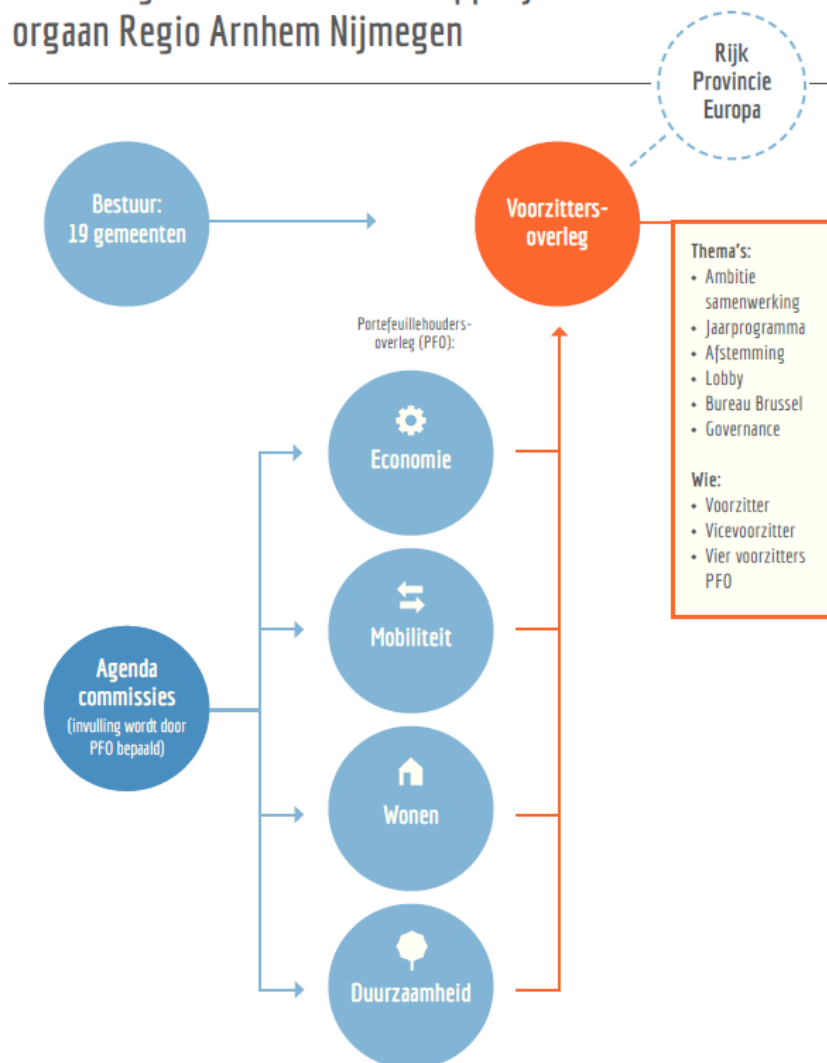 orgaan Regio Arnhem Nijmegen
Rijk
Provincie
Europa
Bestuur:
19 gemeenten
Voorzitters-
overleg
Thema's:
• Ambitie
samenwerking
• Jaarprogramma
• Afstemming
• Lobby
• Bureau Brussel
• Governance
Wie:
• Voorzitter
• Vicevoorzitter
• Vier voorzitters
PFO
Portefeuillehouders-
overleg (PFO):
Economie
Mobiliteit
Agenda
commissies
(invulling wordt door
PFO bepaald)
Wonen
Duurzaamheid